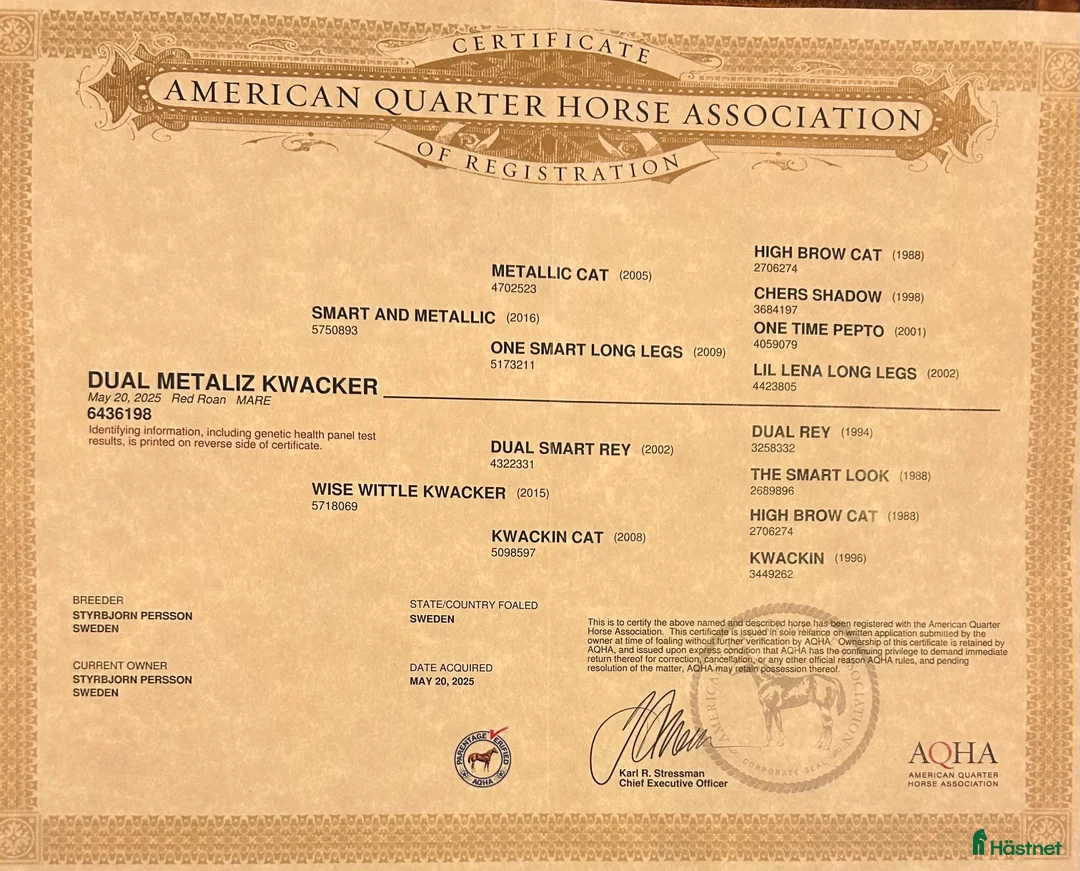 CERTIFICATE
AMERICAN QUARTER HORSE ASSOCIATION
OF REGISTRATION
HIGH BROW CAT (1988)
2706274
METALLIC CAT (2005)
4702523
CHERS SHADOW (1998)
3684197
SMART AND METALLIC (2016)
5750893
ONE TIME PEPTO (2001)
4059079
ONE SMART LONG LEGS (2009)
5173211
LIL LENA LONG LEGS (2002)
4423805
DUAL METALIZ KWACKER
May 20, 2025 Red Roan MARE
6436198
Identifying information, including genetic health panel test
results, is printed on reverse side of certificate.
DUAL REY (1994)
3258332
DUAL SMART REY (2002)
4322331
THE SMART LOOK (1988)
2689896
WISE WITTLE KWACKER (2015)
5718069
HIGH BROW CAT (1988)
2706274
KWACKIN CAT (2008)
5098597
KWACKIN (1996)
3449262
BREEDER
STYRBJORN PERSSON
SWEDEN
STATE/COUNTRY FOALED
SWEDEN
CURRENT OWNER
STYRBJORN PERSSON
SWEDEN
DATE ACQUIRED
MAY 20, 2025
This is to certify the above named and described horse has been registered with the American Quarter
Horse Association. This certificate is issued in sole reliance on written application submitted by the
owner at time of foaling without further verification by AQHA. Ownership of this certificate is retained by
AQHA, and issued upon express condition that AQHA has the continuing privilege to demand immediate
return thereof for correction, cancellation, or any other official reason AQHA rules, and pending
resolution of the matter, AQHA may retain possession thereof.
PARENTAGE VERIFIED
AQHA
Karl R. Stressman
Chief Executive Officer
AMERICAN
ASSOCIATION
CORPORATE SEAL
AQHA
AMERICAN QUARTER
HORSE ASSOCIATION
Hästnet